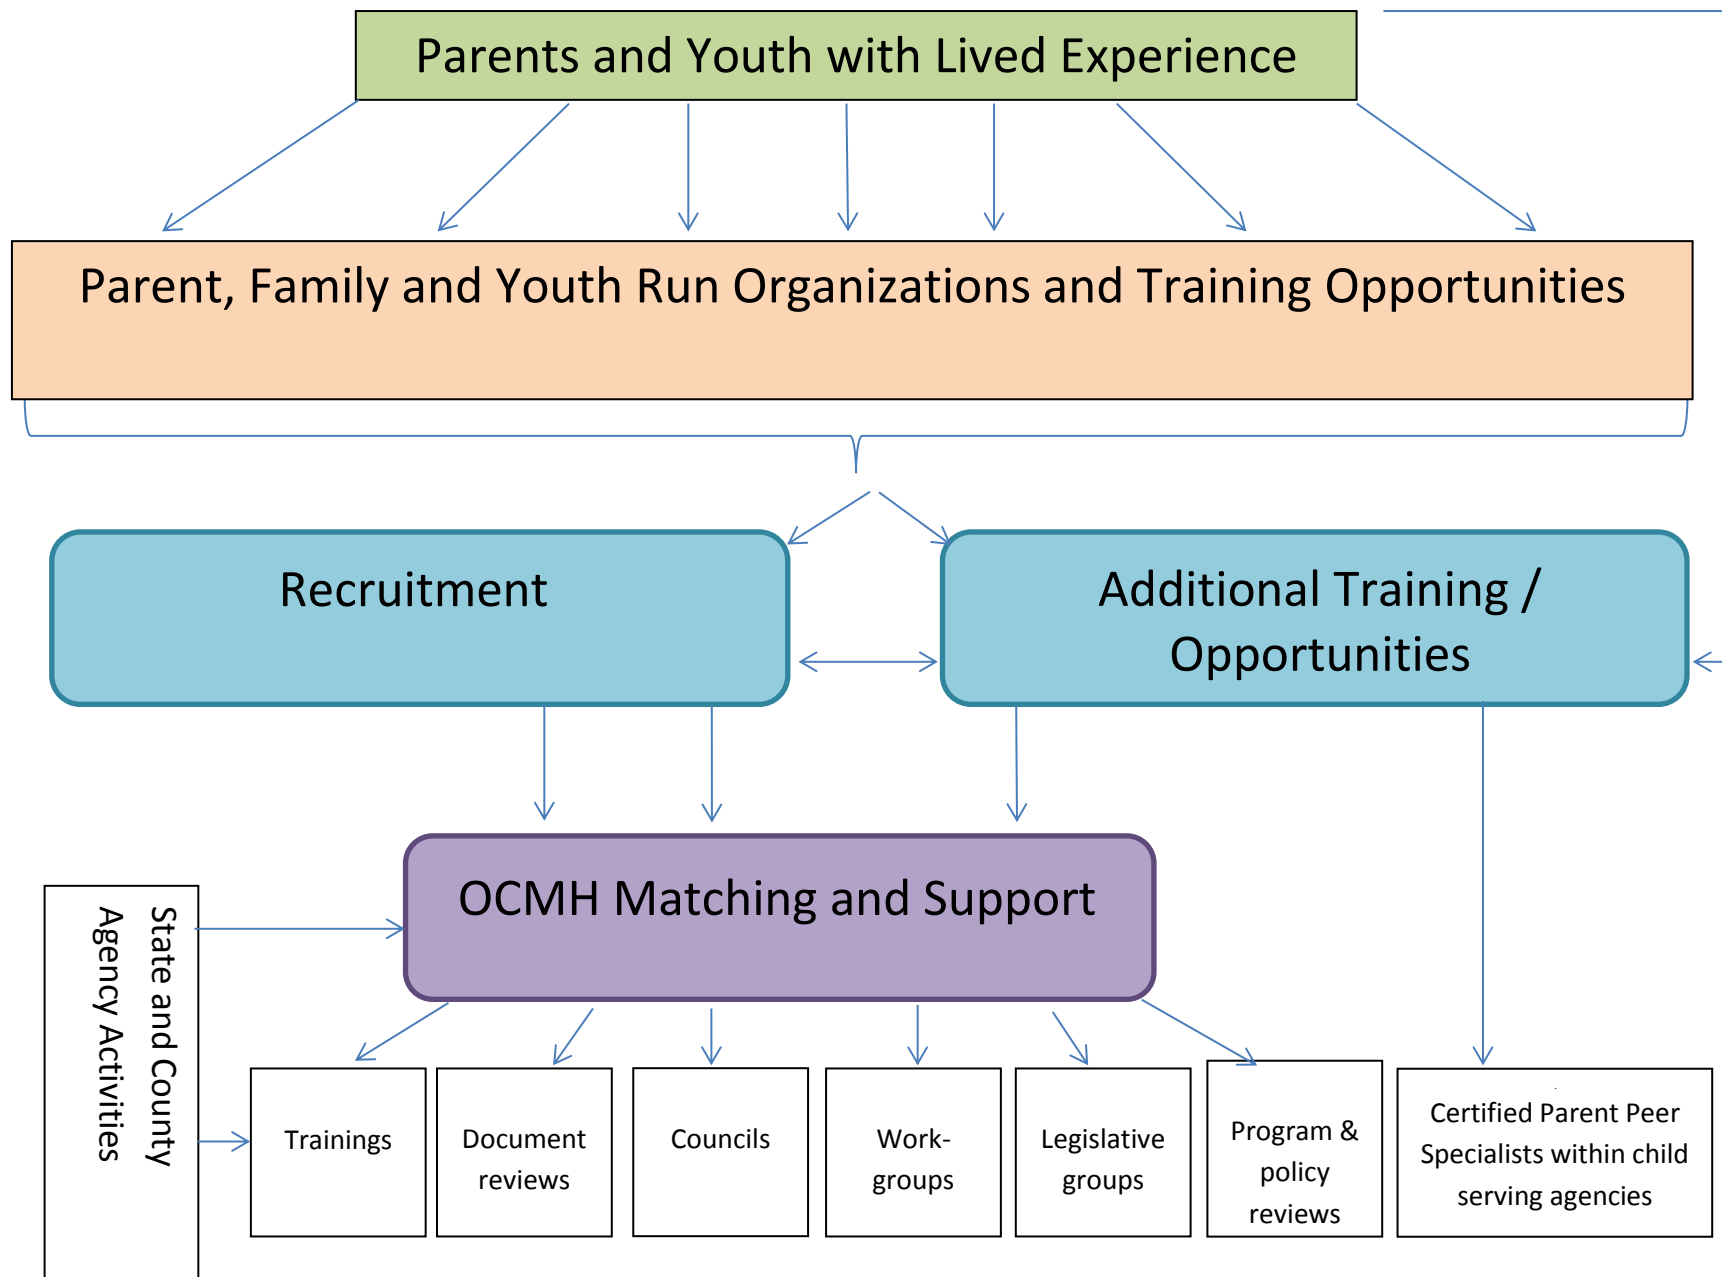 Parents and Youth with Lived Experience
Parent, Family and Youth Run Organizations and Training Opportunities
Recruitment
Additional Training /
Opportunities
OCMH Matching and Support
State and County
Agency Activities
Trainings
Document
reviews
Councils
Work-
groups
Legislative
groups
Program &
policy
reviews
Certified Parent Peer
Specialists within child
serving agencies